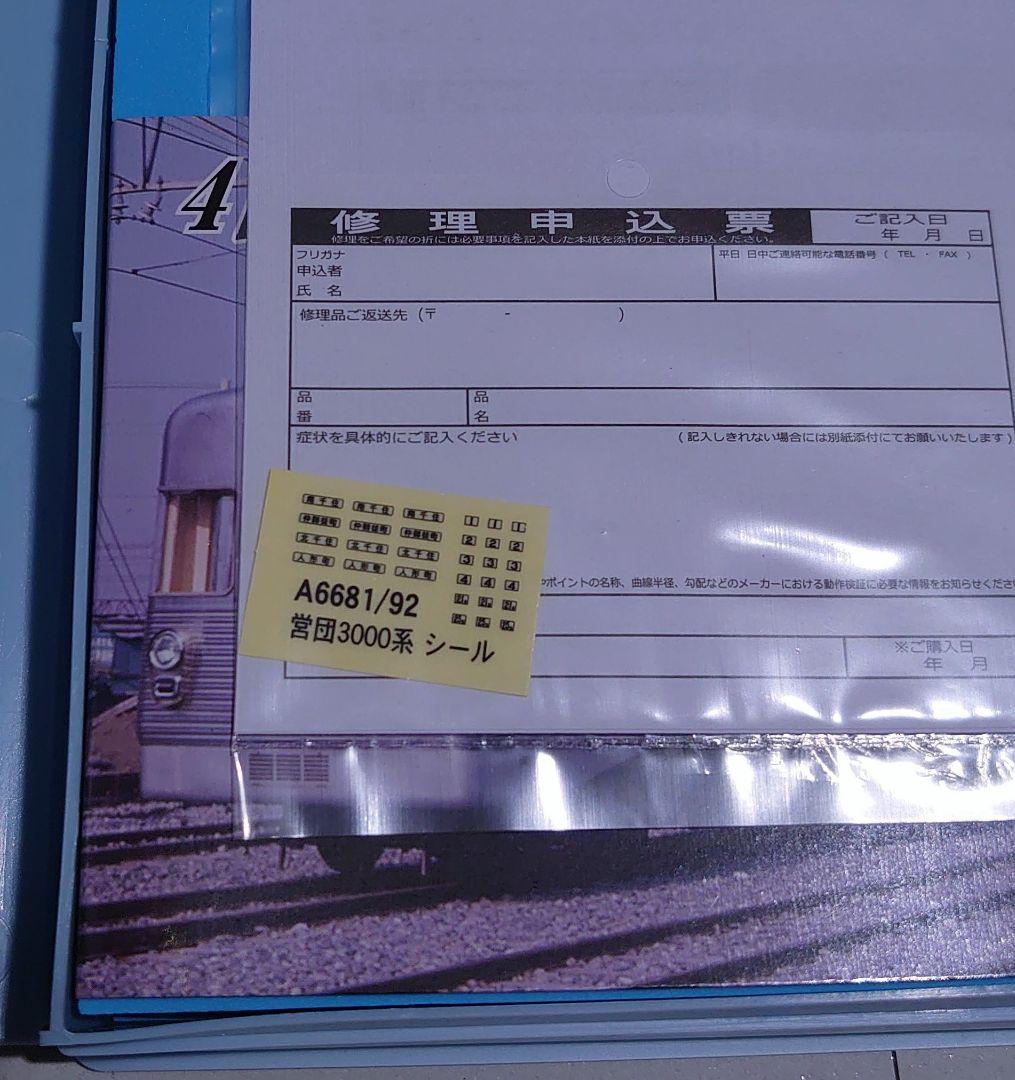 4
修理申込票
修理をご希望の折には必要事項を記入した本紙を添付の上でお申込ください。
ご記入日
年 月 日
フリガナ
申込者
氏 名
平日 日中ご連絡可能な電話番号 ( TEL ・ FAX )
修理品ご返送先 (〒 - )
品
番
品
名
症状を具体的にご記入ください
(記入しきれない場合には別紙添付にてお願いいたします)
南千住 南千住 南千住
仲御徒町 仲御徒町 仲御徒町
北千住 北千住 北千住
人形町 人形町 人形町
1 1 1
2 2 2
3 3 3
4 4 4
A6681/92
営団3000系 シール
ポイントの名称、曲線半径、勾配などのメーカーにおける動作検証に必要な情報をお知らせくださ
※ご購入日
年 月